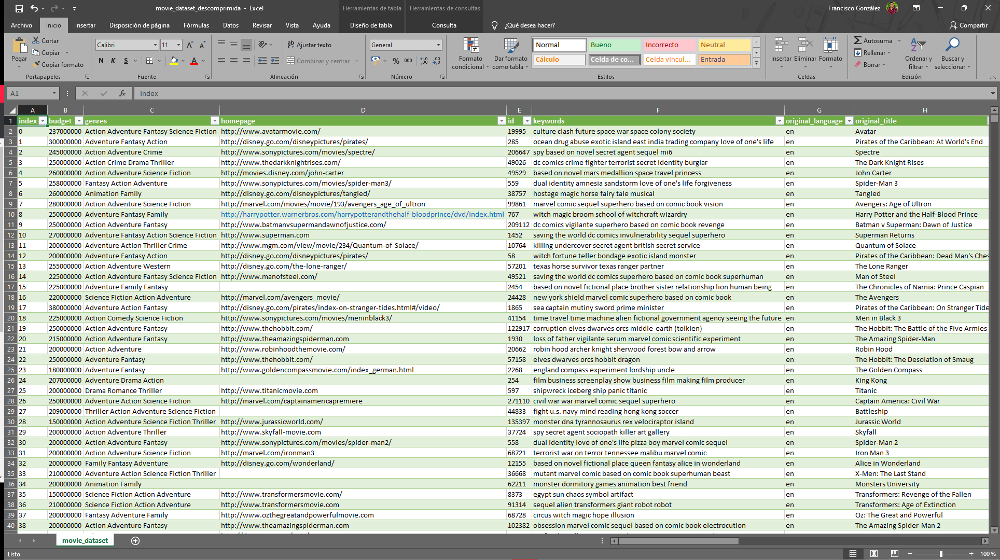 movie_dataset_descomprimida - Excel
Herramientas de tabla
Herramientas de consultas
Francisco González
Archivo Inicio Insertar Disposición de página Fórmulas Datos Revisar Vista Ayuda Diseño de tabla Consulta ¿Qué desea hacer? Compartir
Pegar
Cortar
Copiar
Copiar formato
Portapapeles
Calibri 11 A A
N K S A
Fuente
ab Ajustar texto
Combinar y centrar
Alineación
General
% 000
Número
Formato condicional
Dar formato como tabla
Normal Bueno Incorrecto Neutral
Cálculo Celda de co... Celda vincul... Entrada
Estilos
Insertar Eliminar Formato
Celdas
Autosuma
Rellenar
Borrar
Ordenar y filtrar
Buscar y seleccionar
Edición
A1 fx index
A B C D E F G H
1 index budget genres homepage id keywords original_language original_title
2 0 237000000 Action Adventure Fantasy Science Fiction http://www.avatarmovie.com/ 19995 culture clash future space war space colony society en Avatar
3 1 300000000 Adventure Fantasy Action http://disney.go.com/disneypictures/pirates/ 285 ocean drug abuse exotic island east india trading company love of one's life en Pirates of the Caribbean: At World's End
4 2 245000000 Action Adventure Crime http://www.sonypictures.com/movies/spectre/ 206647 spy based on novel secret agent sequel mi6 en Spectre
5 3 250000000 Action Crime Drama Thriller http://www.thedarkknightrises.com/ 49026 dc comics crime fighter terrorist secret identity burglar en The Dark Knight Rises
6 4 260000000 Action Adventure Science Fiction http://movies.disney.com/john-carter 49529 based on novel mars medallion space travel princess en John Carter
7 5 258000000 Fantasy Action Adventure http://www.sonypictures.com/movies/spider-man3/ 559 dual identity amnesia sandstorm love of one's life forgiveness en Spider-Man 3
8 6 260000000 Animation Family http://disney.go.com/disneypictures/tangled/ 38757 hostage magic horse fairy tale musical en Tangled
9 7 280000000 Action Adventure Science Fiction http://marvel.com/movies/movie/193/avengers_age_of_ultron 99861 marvel comic sequel superhero based on comic book vision en Avengers: Age of Ultron
10 8 250000000 Adventure Fantasy Family http://harrypotter.warnerbros.com/harrypotterandthehalf-bloodprince/dvd/index.html 767 witch magic broom school of witchcraft wizardry en Harry Potter and the Half-Blood Prince
11 9 250000000 Action Adventure Fantasy http://www.batmanvsupermandawnofjustice.com/ 209112 dc comics vigilante superhero based on comic book revenge en Batman v Superman: Dawn of Justice
12 10 270000000 Adventure Fantasy Action Science Fiction http://www.superman.com 1452 saving the world dc comics invulnerability sequel superhero en Superman Returns
13 11 200000000 Adventure Action Thriller Crime http://www.mgm.com/view/movie/234/Quantum-of-Solace/ 10764 killing undercover secret agent british secret service en Quantum of Solace
14 12 200000000 Adventure Fantasy Action http://disney.go.com/disneypictures/pirates/ 58 witch fortune teller bondage exotic island monster en Pirates of the Caribbean: Dead Man's Ches
15 13 255000000 Action Adventure Western http://disney.go.com/the-lone-ranger/ 57201 texas horse survivor texas ranger partner en The Lone Ranger
16 14 225000000 Action Adventure Fantasy Science Fiction http://www.manofsteel.com/ 49521 saving the world dc comics superhero based on comic book superhuman en Man of Steel
17 15 225000000 Adventure Family Fantasy 2454 based on novel fictional place brother sister relationship lion human being en The Chronicles of Narnia: Prince Caspian
18 16 220000000 Science Fiction Action Adventure http://marvel.com/avengers_movie/ 24428 new york shield marvel comic superhero based on comic book en The Avengers
19 17 380000000 Adventure Action Fantasy http://disney.go.com/pirates/index-on-stranger-tides.html#/video/ 1865 sea captain mutiny sword prime minister en Pirates of the Caribbean: On Stranger Tide
20 18 225000000 Action Comedy Science Fiction http://www.sonypictures.com/movies/meninblack3/ 41154 time travel time machine alien fictional government agency seeing the future en Men in Black 3
21 19 250000000 Action Adventure Fantasy http://www.thehobbit.com/ 122917 corruption elves dwarves orcs middle-earth (tolkien) en The Hobbit: The Battle of the Five Armies
22 20 215000000 Action Adventure Fantasy http://www.theamazingspiderman.com 1930 loss of father vigilante serum marvel comic scientific experiment en The Amazing Spider-Man
23 21 200000000 Action Adventure http://www.robinhoodthemovie.com/ 20662 robin hood archer knight sherwood forest bow and arrow en Robin Hood
24 22 250000000 Adventure Fantasy http://www.thehobbit.com/ 57158 elves dwarves orcs hobbit dragon en The Hobbit: The Desolation of Smaug
25 23 180000000 Adventure Fantasy http://www.goldencompassmovie.com/index_german.html 2268 england compass experiment lordship uncle en The Golden Compass
26 24 207000000 Adventure Drama Action 254 film business screenplay show business film making film producer en King Kong
27 25 200000000 Drama Romance Thriller http://www.titanicmovie.com 597 shipwreck iceberg ship panic titanic en Titanic
28 26 250000000 Adventure Action Science Fiction http://marvel.com/captainamericapremiere 271110 civil war war marvel comic sequel superhero en Captain America: Civil War
29 27 209000000 Thriller Action Adventure Science Fiction 44833 fight u.s. navy mind reading hong kong soccer en Battleship
30 28 150000000 Action Adventure Science Fiction Thriller http://www.jurassicworld.com/ 135397 monster dna tyrannosaurus rex velociraptor island en Jurassic World
31 29 200000000 Action Adventure Thriller http://www.skyfall-movie.com 37724 spy secret agent sociopath killer art gallery en Skyfall
32 30 200000000 Action Adventure Fantasy http://www.sonypictures.com/movies/spider-man2/ 558 dual identity love of one's life pizza boy marvel comic sequel en Spider-Man 2
33 31 200000000 Action Adventure Science Fiction http://marvel.com/ironman3 68721 terrorist war on terror tennessee malibu marvel comic en Iron Man 3
34 32 200000000 Family Fantasy Adventure http://disney.go.com/wonderland/ 12155 based on novel fictional place queen fantasy alice in wonderland en Alice in Wonderland
35 33 210000000 Adventure Action Science Fiction Thriller 36668 mutant marvel comic based on comic book superhuman beast en X-Men: The Last Stand
36 34 200000000 Animation Family 62211 monster dormitory games animation best friend en Monsters University
37 35 150000000 Science Fiction Action Adventure http://www.transformersmovie.com/ 8373 egypt sun chaos symbol artifact en Transformers: Revenge of the Fallen
38 36 210000000 Science Fiction Action Adventure http://www.transformersmovie.com 91314 sequel alien transformers giant robot robot en Transformers: Age of Extinction
39 37 200000000 Fantasy Adventure Family http://www.ozthegreatandpowerfulmovie.com 68728 circus witch magic hope illusion en Oz: The Great and Powerful
40 38 200000000 Action Adventure Fantasy http://www.theamazingspiderman.com 102382 obsession marvel comic sequel based on comic book electrocution en The Amazing Spider-Man 2
movie_dataset
Listo
100 %